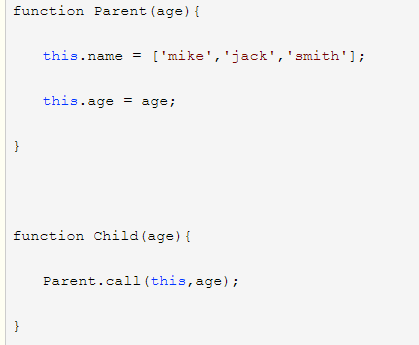 function Parent(age){
this.name = ['mike','jack','smith'];
this.age = age;
}
function Child(age){
Parent.call(this,age);
}